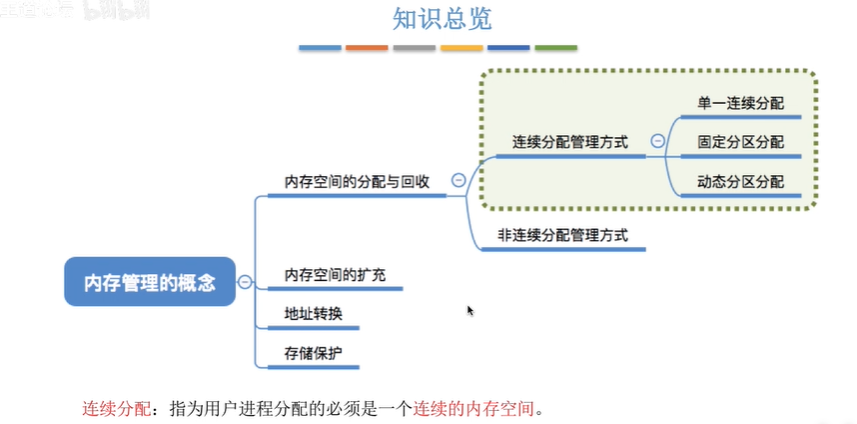 bilibili
知识总览
单一连续分配
连续分配管理方式
固定分区分配
动态分区分配
内存空间的分配与回收
非连续分配管理方式
内存管理的概念
内存空间的扩充
地址转换
存储保护
连续分配：指为用户进程分配的必须是一个连续的内存空间。